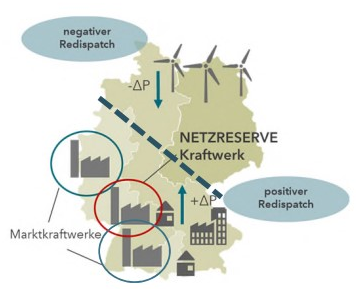 negativer
Redispatch
-ΔP
NETZRESERVE
Kraftwerk
+ΔP
positiver
Redispatch
Marktkraftwerke